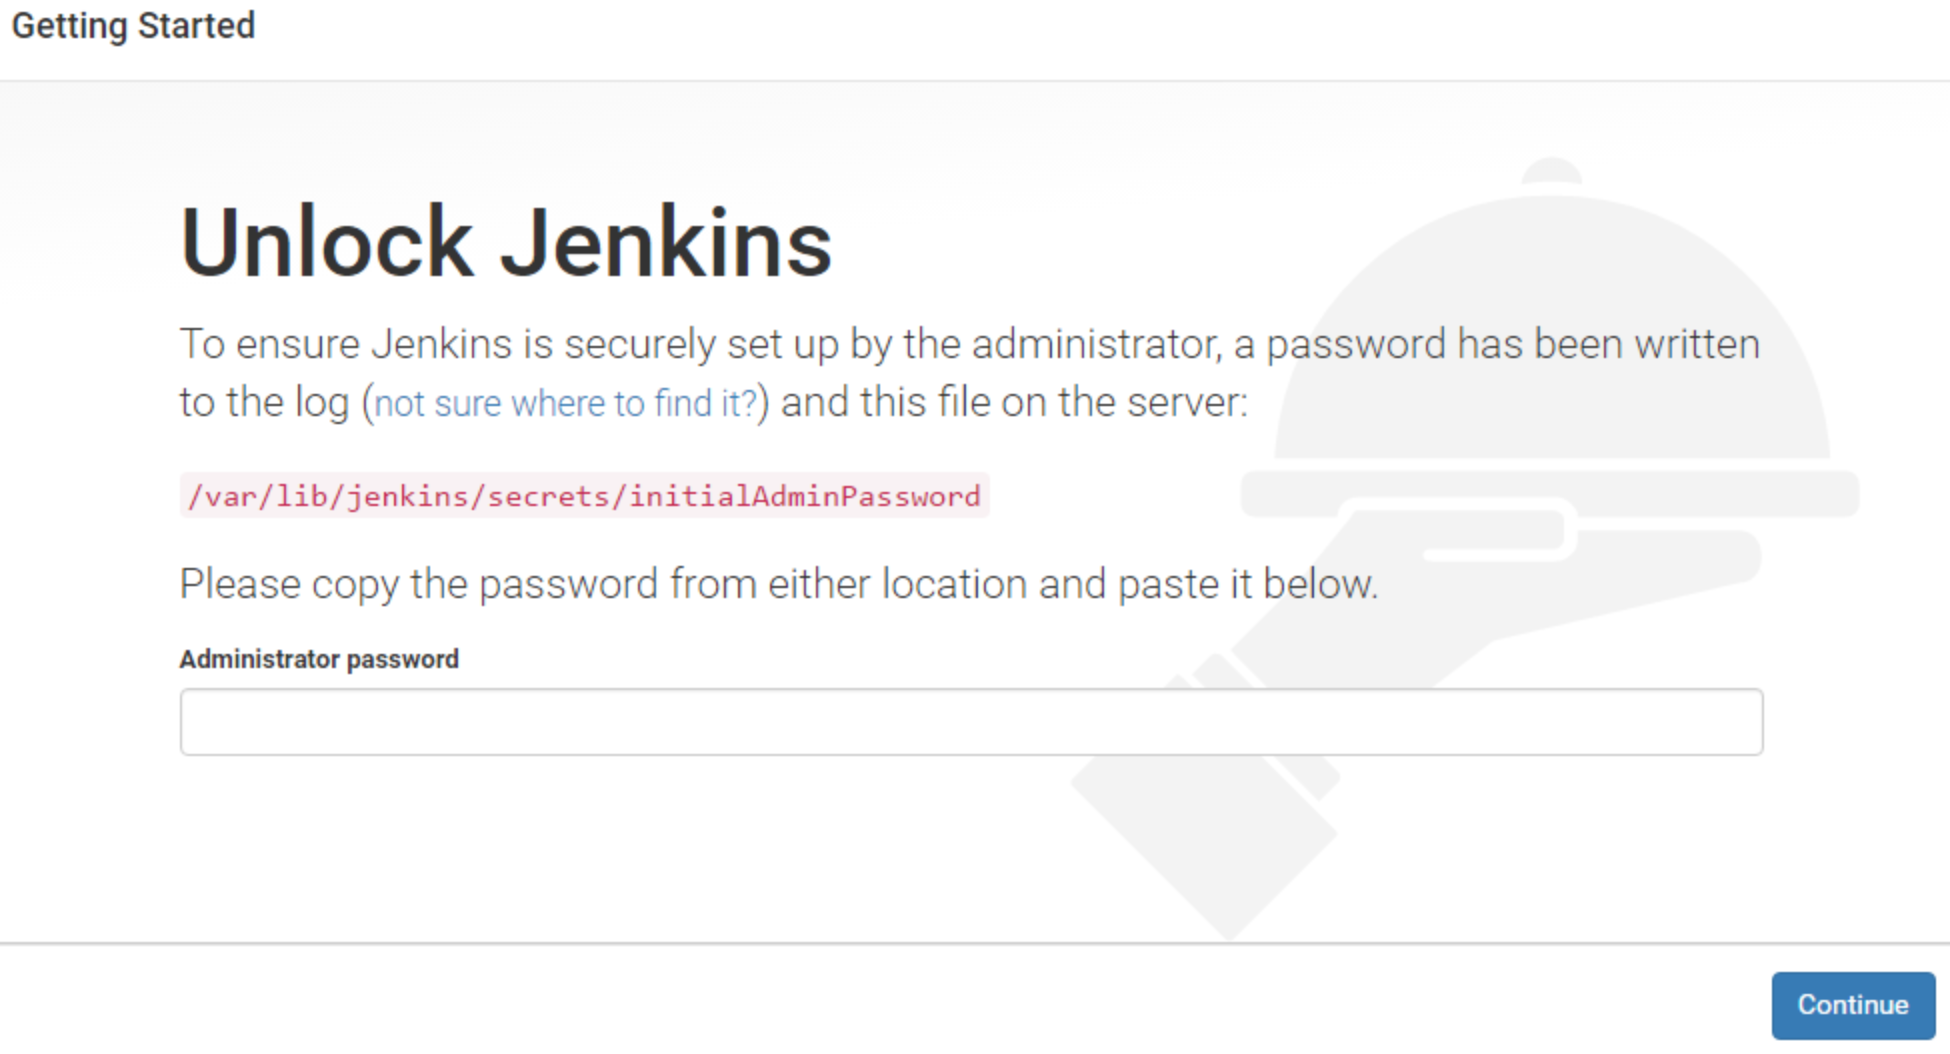 Getting Started
Unlock Jenkins
To ensure Jenkins is securely set up by the administrator, a password has been written
to the log (not sure where to find it?) and this file on the server:
/var/lib/jenkins/secrets/initialAdminPassword
Please copy the password from either location and paste it below.
Administrator password
Continue